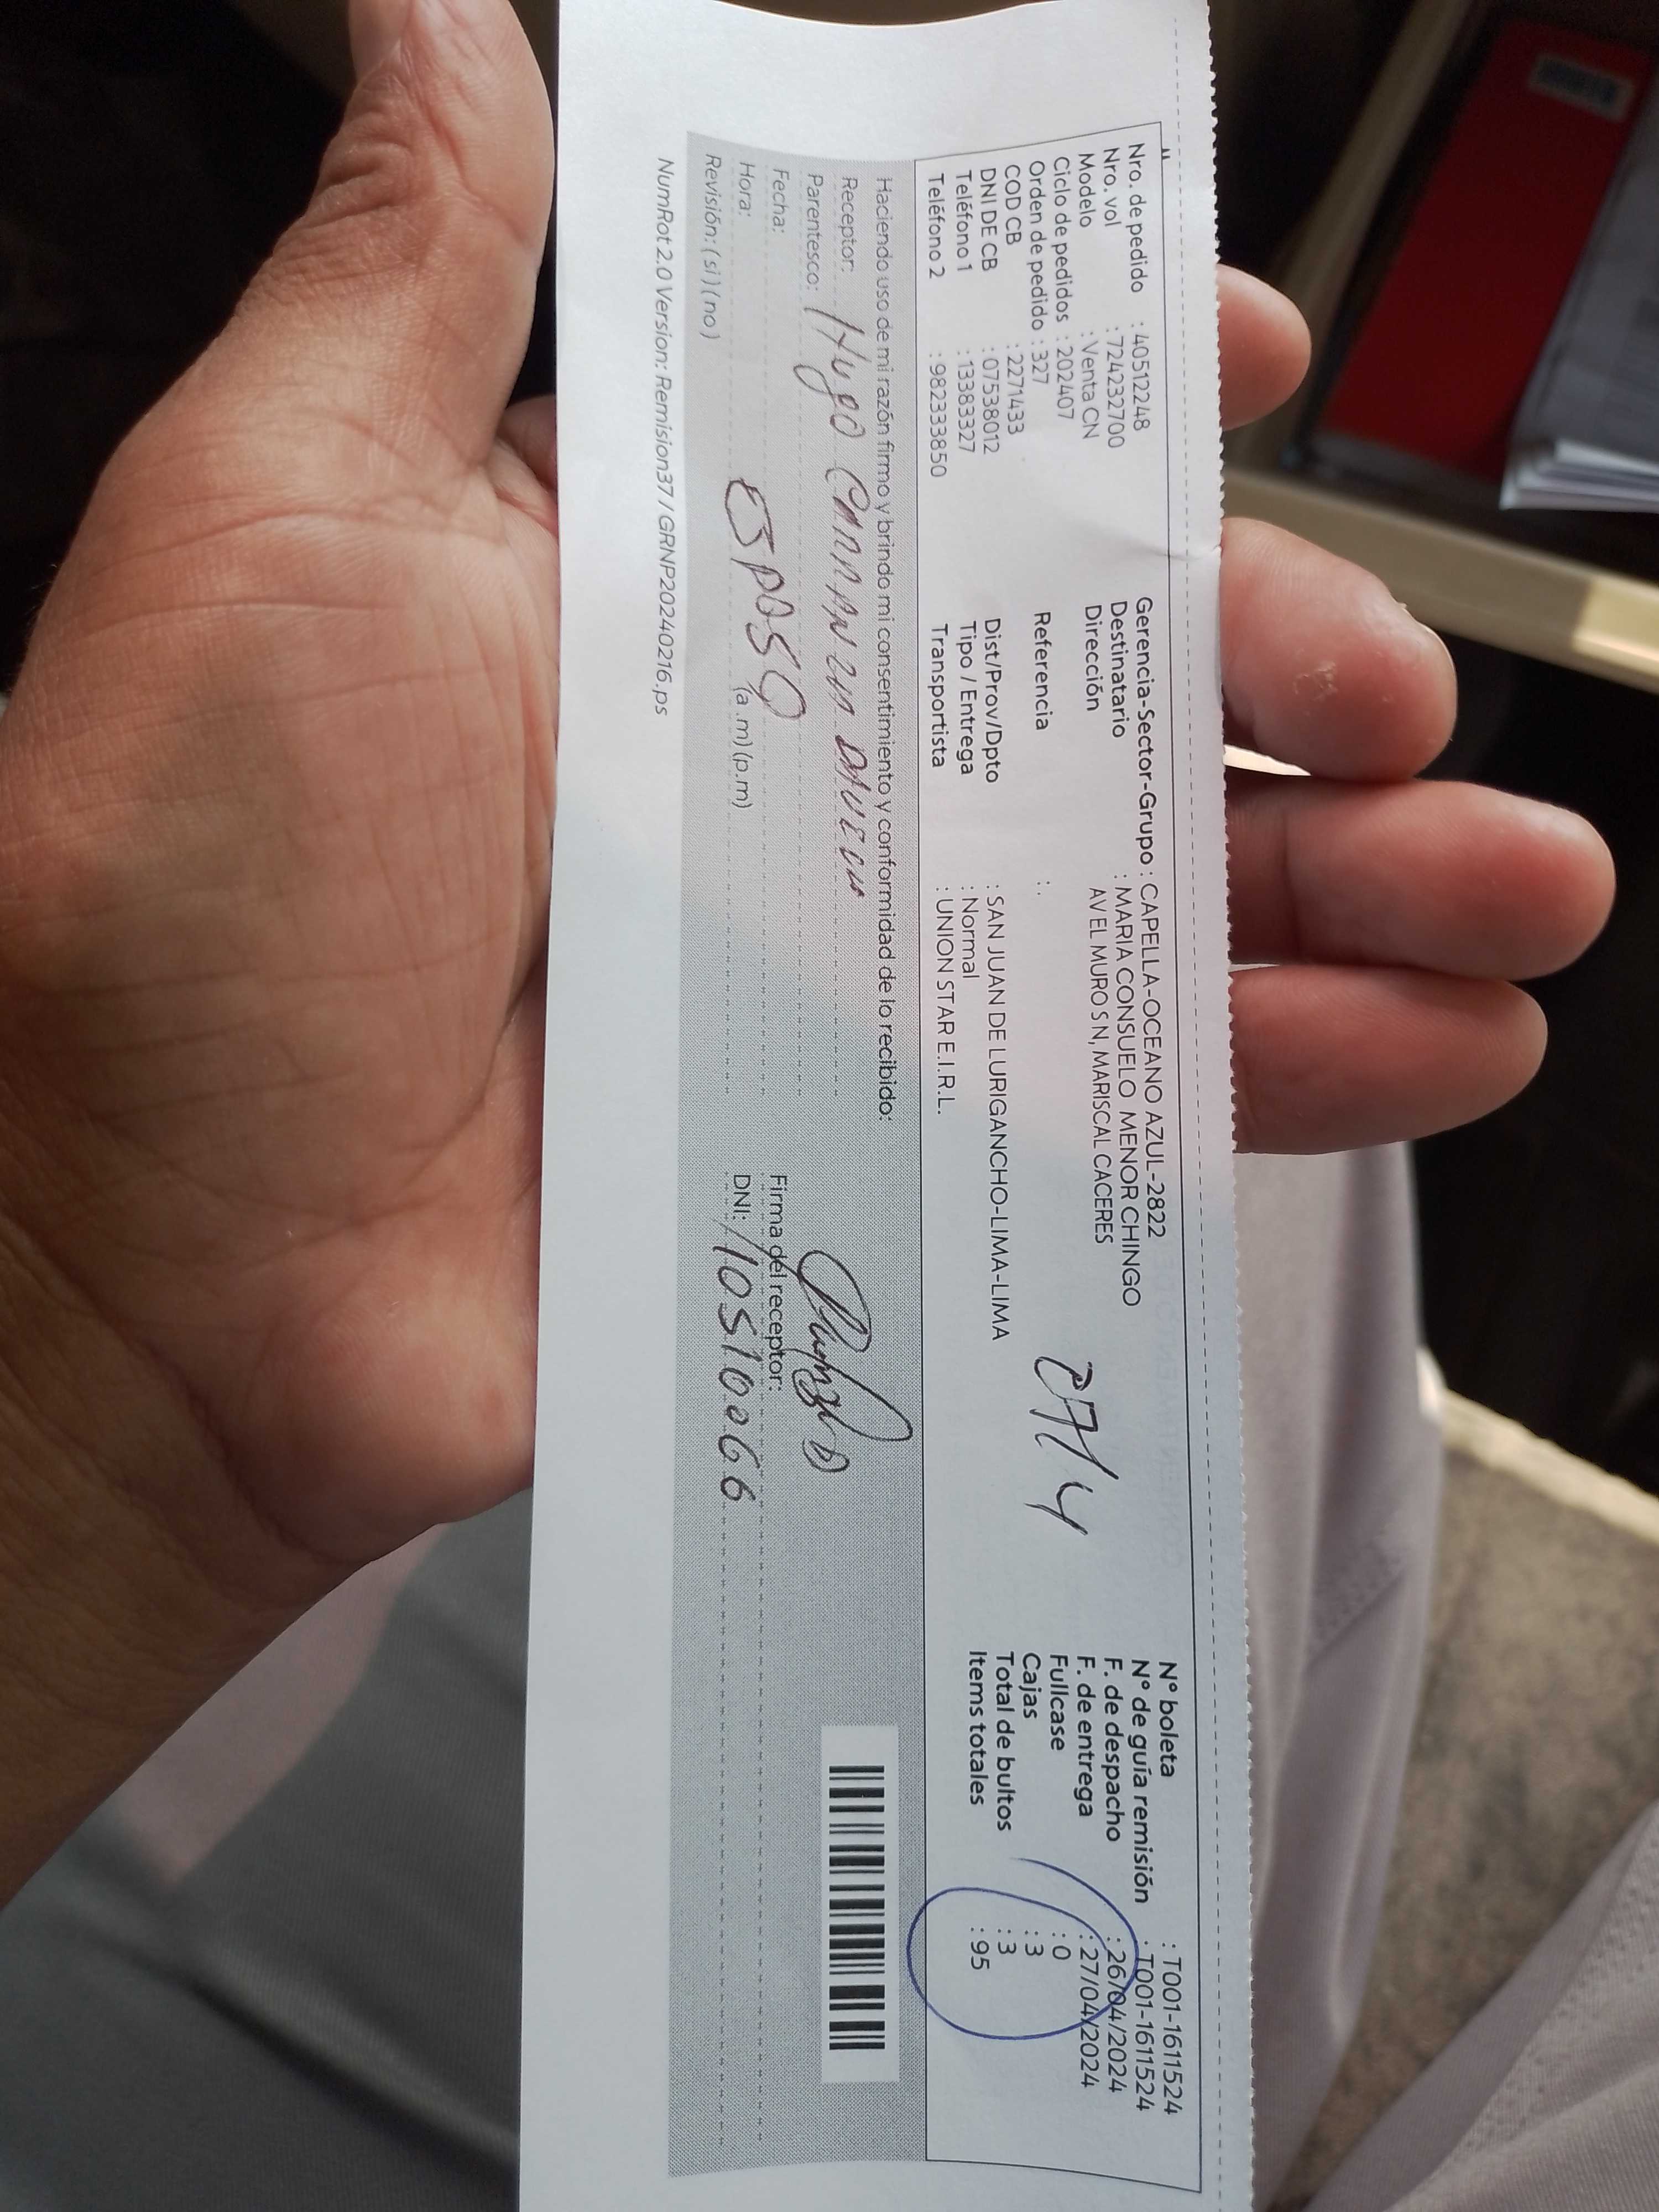 Nro. de pedido : 40512248
Nro. vol : 724232700
Modelo : Venta CN
Ciclo de pedidos : 202407
Orden de pedido : 327
COD CB : 2271433
DNI DE CB : 07538012
Teléfono 1 : 13383327
Teléfono 2 : 982333850
Gerencia-Sector-Grupo : CAPELLA-OCEANO AZUL-2822
Destinatario : MARIA CONSUELO MENOR CHINGO
Dirección AV EL MURO S N, MARISCAL CACERES
Referencia : .
Dist/Prov/Dpto : SAN JUAN DE LURIGANCHO-LIMA-LIMA
Tipo / Entrega : Normal
Transportista : UNION STAR E.I.R.L.
N° boleta : T001-1611524
N° de guía remisión : T001-1611524
F. de despacho : 26/04/2024
F. de entrega : 27/04/2024
Fullcase : 0
Cajas : 3
Total de bultos : 3
Items totales : 95
Haciendo uso de mi razón firmo y brindo mi consentimiento y conformidad de lo recibido:
Receptor: Hugo
Parentesco:
Fecha:
Hora: ESPOSO (a .m) (p.m)
Revisión: (si) (no)
Firma del receptor:
DNI: 10510266
NumRot 2.0 Version: Remision37 / GRNP20240216.ps